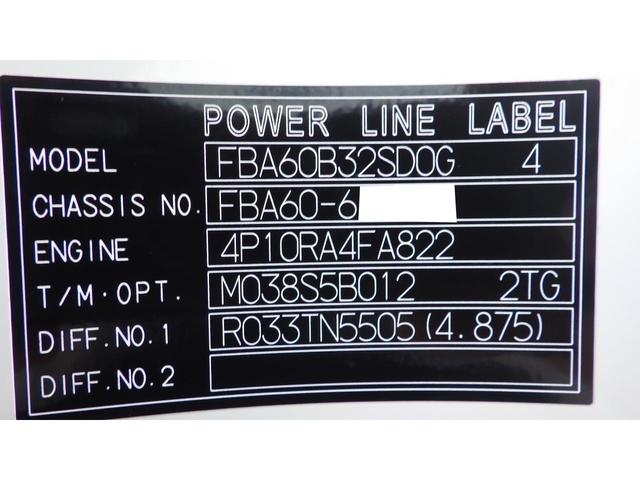 POWER LINE LABEL
MODEL FBA60B32SD0G 4
CHASSIS NO. FBA60-6
ENGINE 4P10RA4FA822
T/M·OPT. M038S5B012 2TG
DIFF.NO.1 R033TN5505(4.875)
DIFF.NO.2